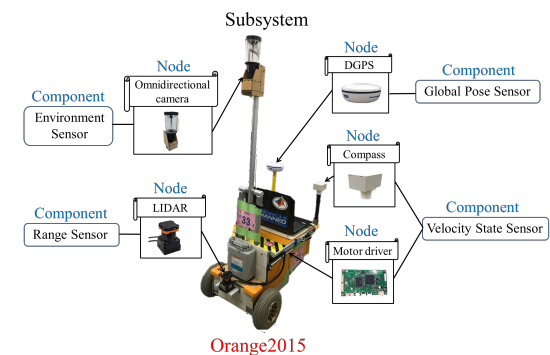 Subsystem
Node
Omnidirectional
camera
Component
Environment
Sensor
Node
DGPS
Component
Global Pose Sensor
Node
Compass
Component
Velocity State Sensor
Node
LIDAR
Component
Range Sensor
Node
Motor driver
33
Orange2015